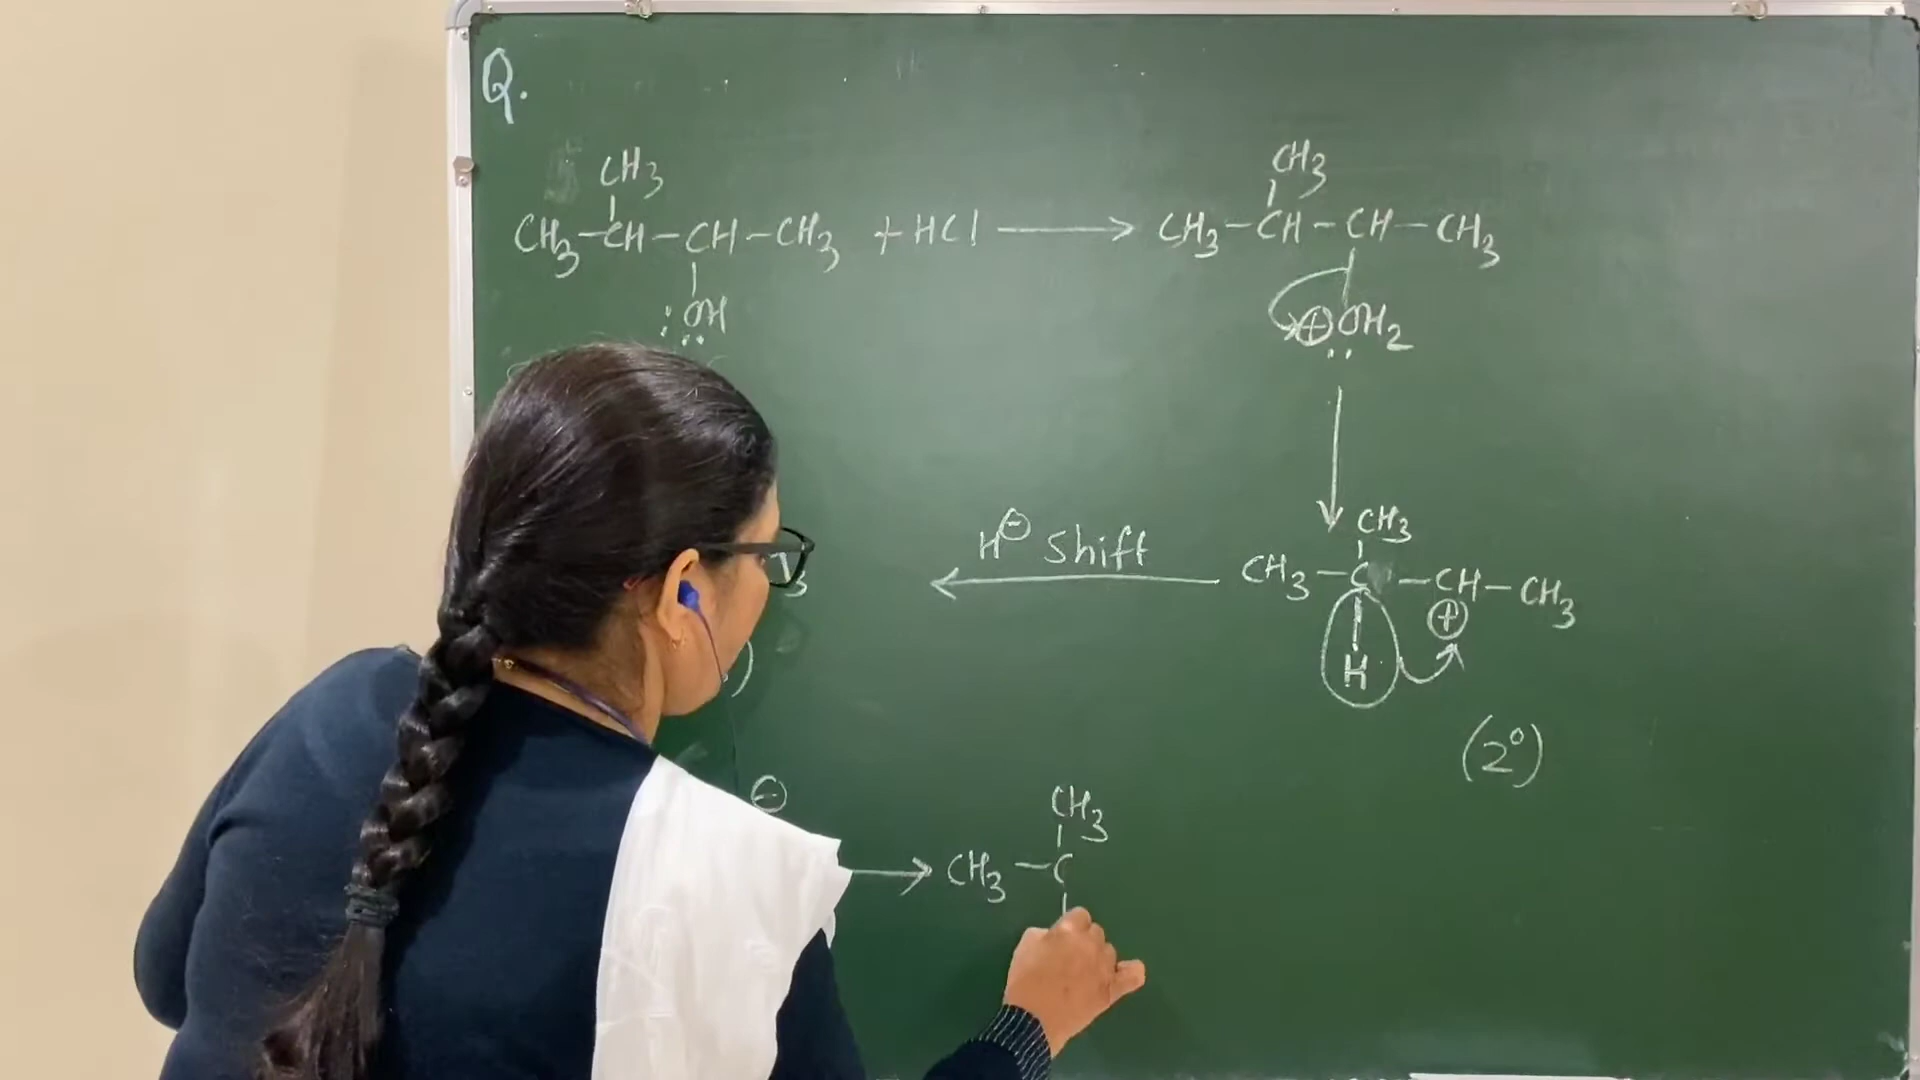 Q.
CH3
CH3-CH-CH-CH3 + HCl ⟶
:OH
..
CH3
CH3-CH-CH-CH3
⊕OH2
..
CH3
CH3-C-CH-CH3
⊕
H
(2°)
H⊖ Shift
3
)
⊖
CH3
CH3-C